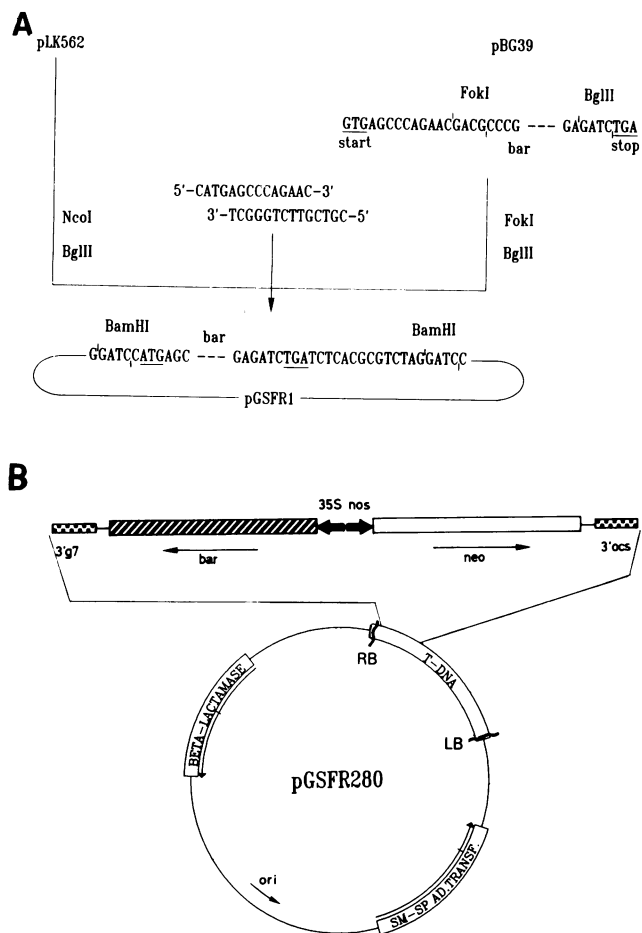 A
pLK562
pBG39
FokI
BglII
GTGAGCCCAGAACGACGCCCG --- GAGATCTGA
start
bar
stop
5'-CATGAGCCCAGAAC-3'
3'-TCGGGTCTTGCTGC-5'
NcoI
FokI
BglII
BglII
BamHI
bar
BamHI
GGATCCATGAGC --- GAGATCTGATCTCACGCGTCTAGGATCC
pGSFR1
B
35S nos
3'g7
bar
neo
3'ocs
RB
T-DNA
BETA-LACTAMASE
LB
pGSFR280
ori
SM-SP AD.TRANSF.